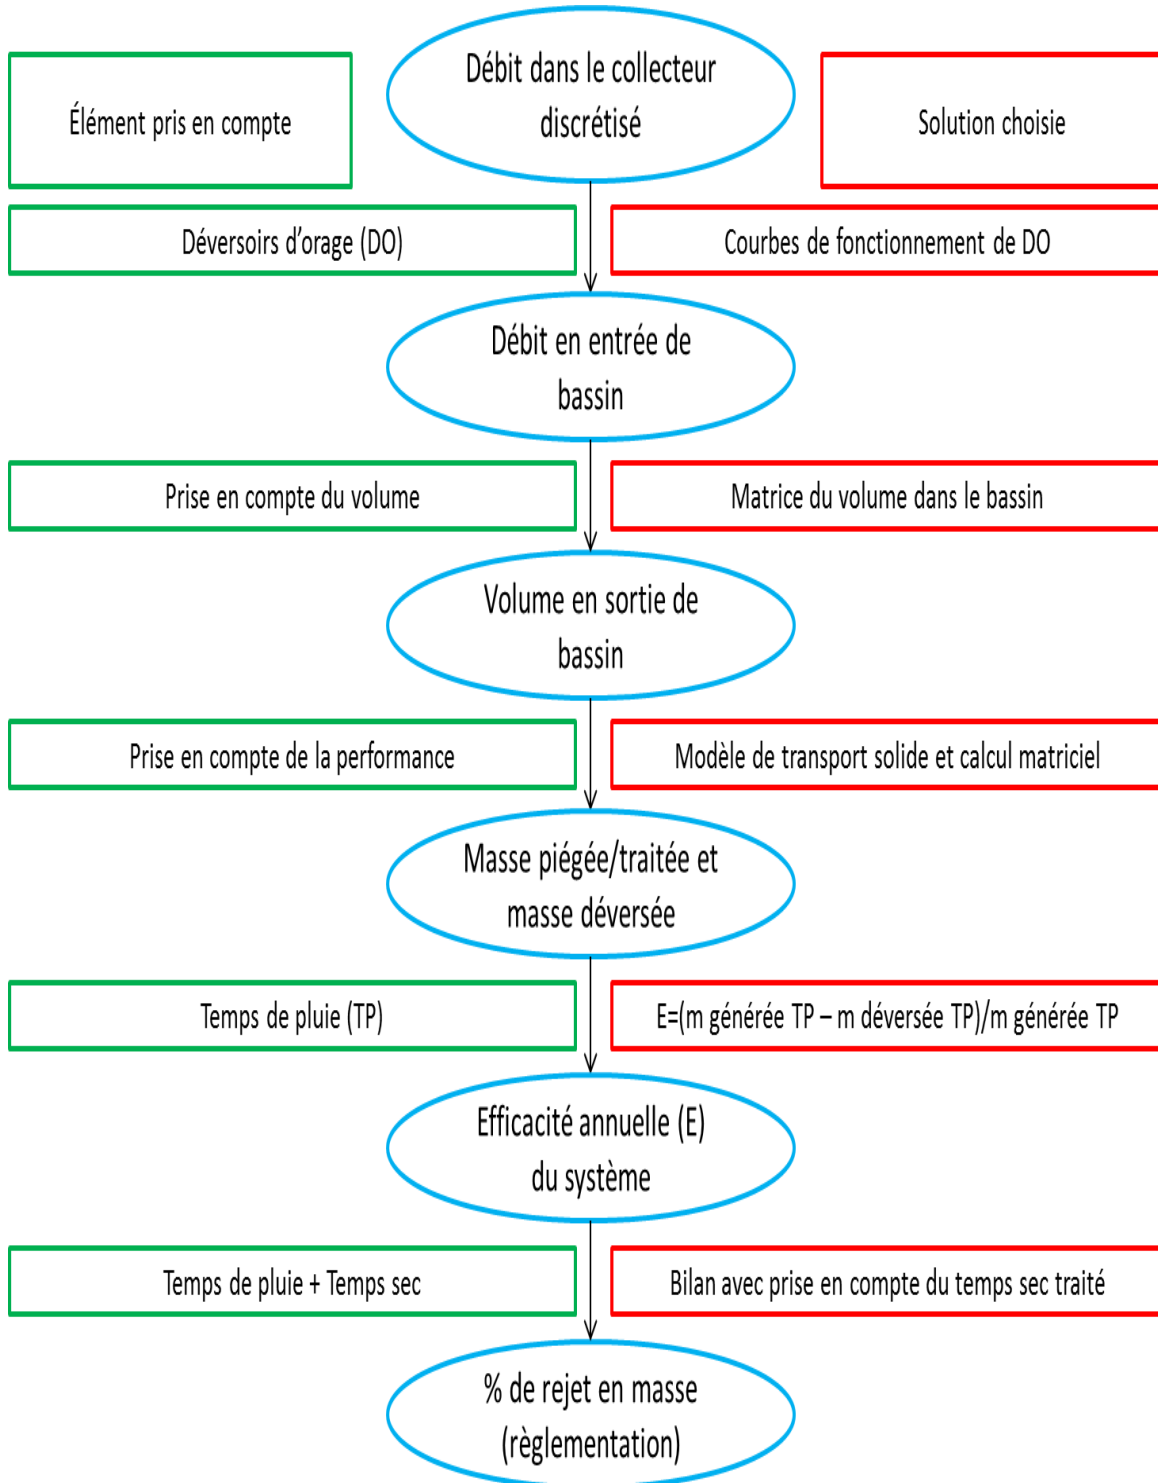 Débit dans le collecteur
discrétisé
Élément pris en compte
Solution choisie
Déversoirs d'orage (DO)
Courbes de fonctionnement de DO
Débit en entrée de
bassin
Prise en compte du volume
Matrice du volume dans le bassin
Volume en sortie de
bassin
Prise en compte de la performance
Modèle de transport solide et calcul matriciel
Masse piégée/traitée et
masse déversée
Temps de pluie (TP)
E=(m générée TP – m déversée TP)/m générée TP
Efficacité annuelle (E)
du système
Temps de pluie + Temps sec
Bilan avec prise en compte du temps sec traité
% de rejet en masse
(règlementation)